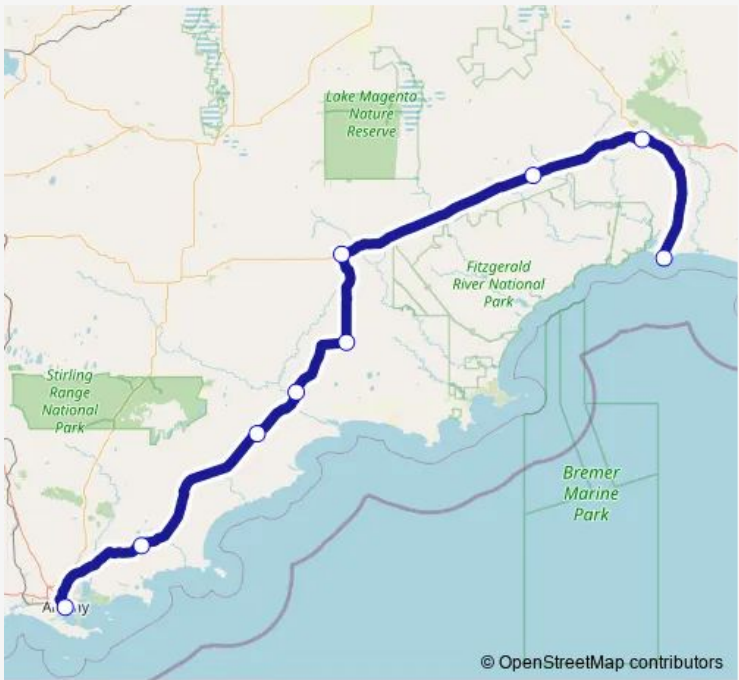 Lake Magenta
Nature
Reserve
Fitzgerald
River National
Park
Stirling
Range
National
Park
Bremer
Marine
Park
© OpenStreetMap contributors